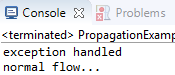 Console Problems
<terminated> PropagationExamp
exception handled
normal flow...